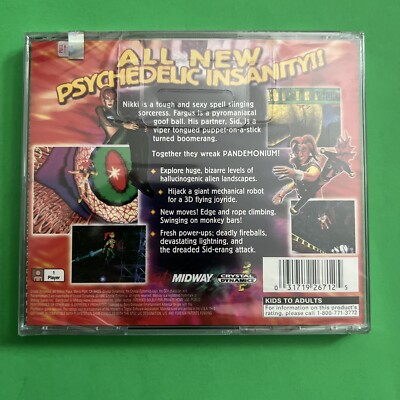 ALL NEW
PSYCHEDELIC INSANITY!!
Nikki is a tough and sexy spell slinging
sorceress. Fargus is a pyromaniacal
goof ball. His partner, Sid, is a
viper tongued puppet-on-a-stick
turned boomerang.
Together they wreak PANDEMONIUM!
• Explore huge, bizarre levels of
hallucinogenic alien landscapes.
• Hijack a giant mechanical robot
for a 3D flying joyride.
• New moves! Edge and rope climbing.
Swinging on monkey bars!
• Fresh power-ups; deadly fireballs,
devastating lightning, and
the dreaded Sid-erang attack.
1
Player
MIDWAY
CRYSTAL
DYNAMICS
0 31719 26712 5
KIDS TO ADULTS
For information on this product's
rating, please call 1-800-771-3772